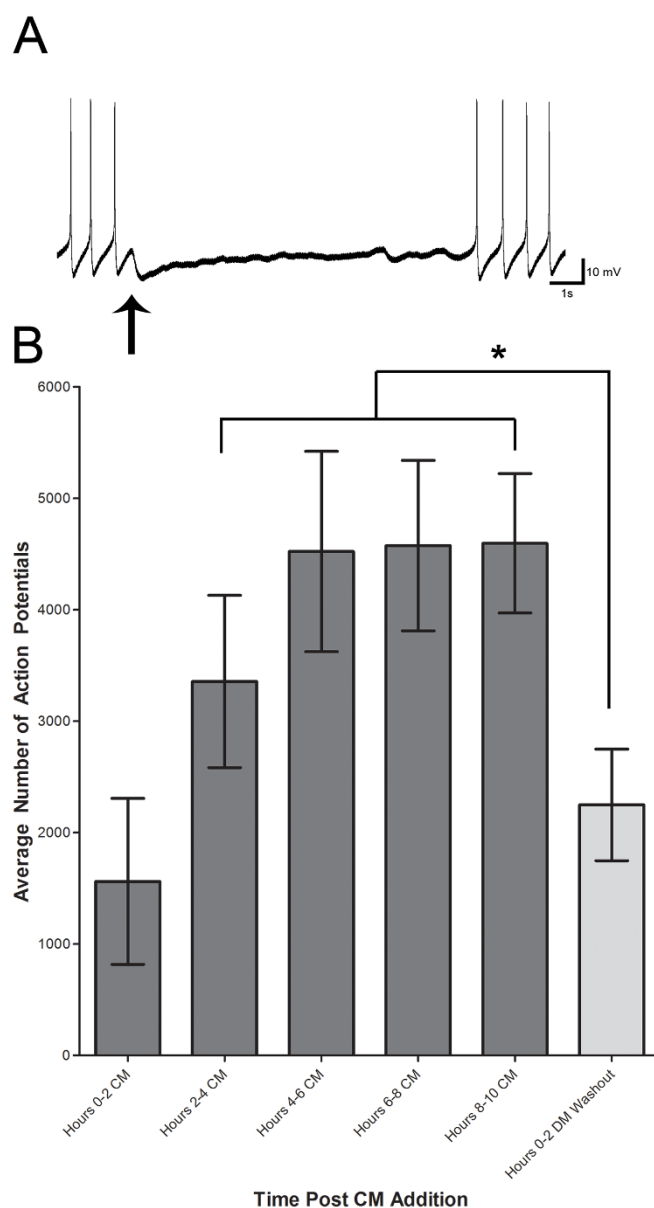 A
10 mV
1s
B
*
6000
5000
4000
3000
2000
1000
0
Average Number of Action Potentials
Hours 0-2 CM
Hours 2-4 CM
Hours 4-6 CM
Hours 6-8 CM
Hours 8-10 CM
Hours 0-2 DM Washout
Time Post CM Addition